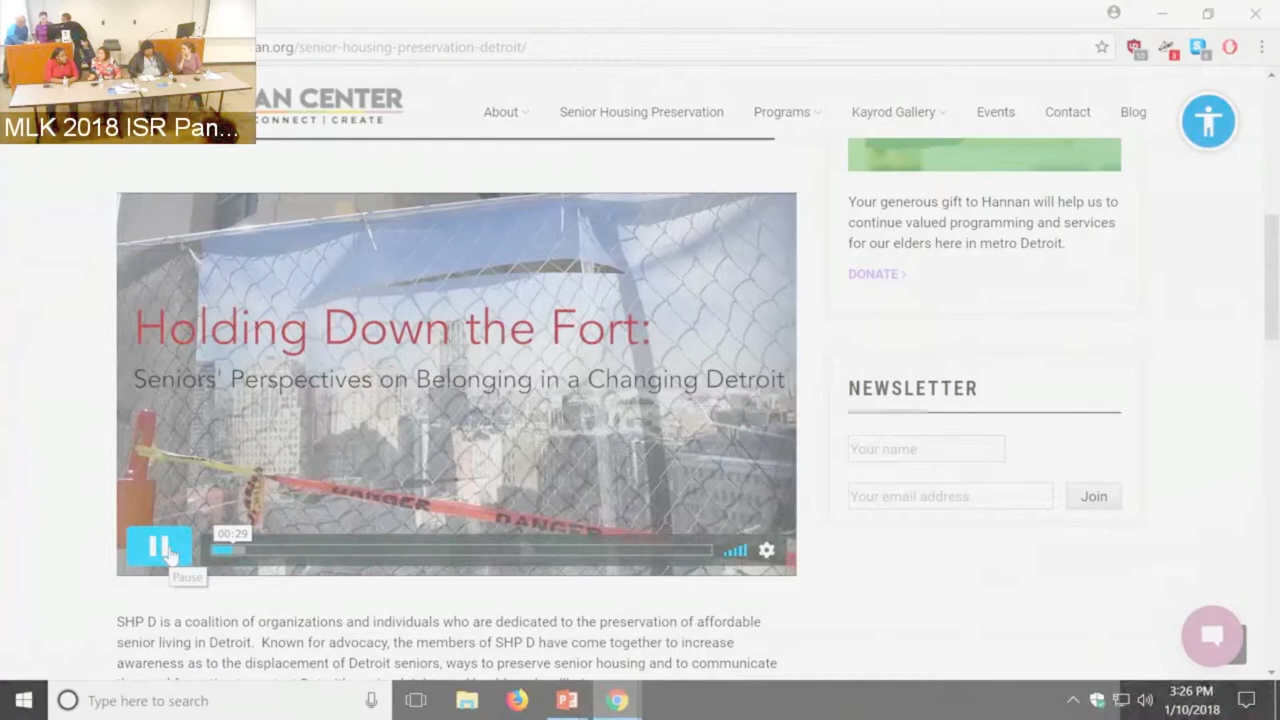 MLK 2018 ISR Pan...
an.org/senior-housing-preservation-detroit/
AN CENTER
CONNECT | CREATE
About
Senior Housing Preservation
Programs
Kayrod Gallery
Events
Contact
Blog
Your generous gift to Hannan will help us to
continue valued programming and services
for our elders here in metro Detroit.
DONATE >
Holding Down the Fort:
Seniors' Perspectives on Belonging in a Changing Detroit
DANGER
DANGER
00:29
Pause
NEWSLETTER
Your name
Your email address
Join
SHP D is a coalition of organizations and individuals who are dedicated to the preservation of affordable
senior living in Detroit. Known for advocacy, the members of SHP D have come together to increase
awareness as to the displacement of Detroit seniors, ways to preserve senior housing and to communicate
Type here to search
3:26 PM
1/10/2018